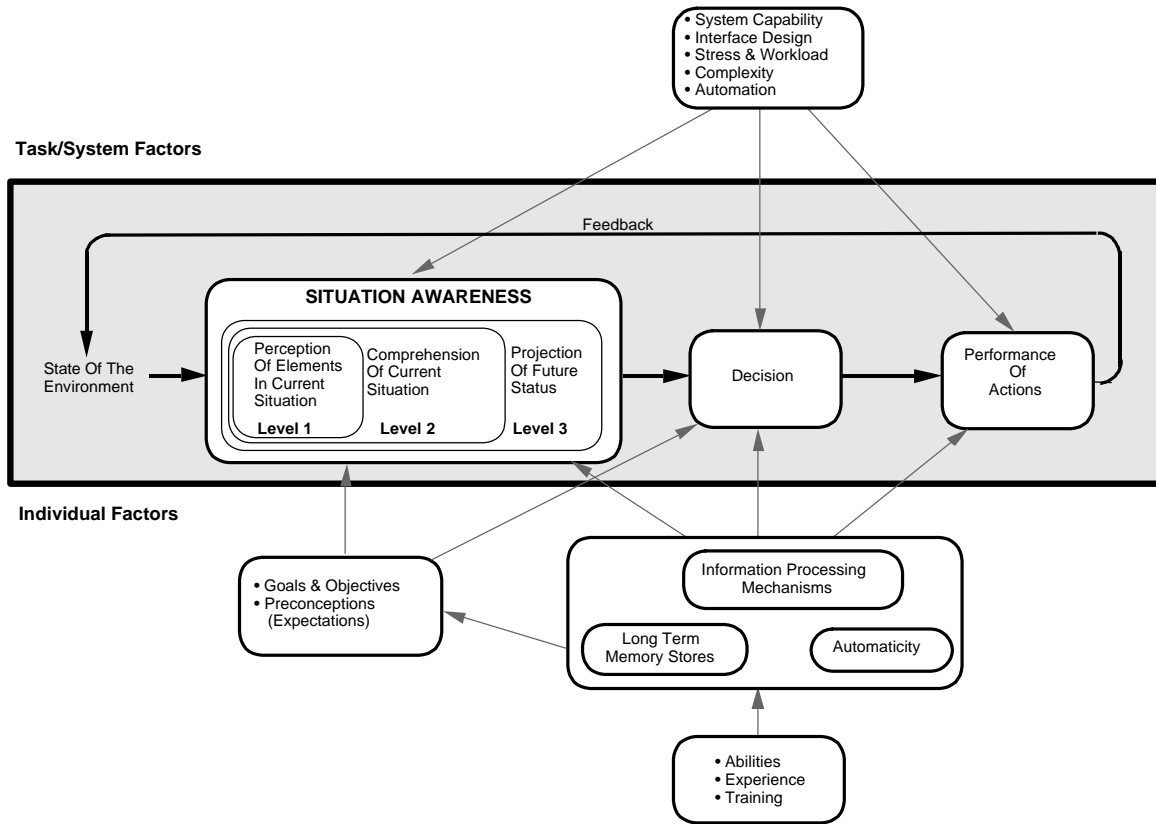 • System Capability
• Interface Design
• Stress & Workload
• Complexity
• Automation
Task/System Factors
Feedback
SITUATION AWARENESS
State Of The
Environment
Perception
Of Elements
In Current
Situation
Level 1
Comprehension
Of Current
Situation
Level 2
Projection
Of Future
Status
Level 3
Decision
Performance
Of
Actions
Individual Factors
• Goals & Objectives
• Preconceptions
(Expectations)
Information Processing
Mechanisms
Long Term
Memory Stores
Automaticity
• Abilities
• Experience
• Training